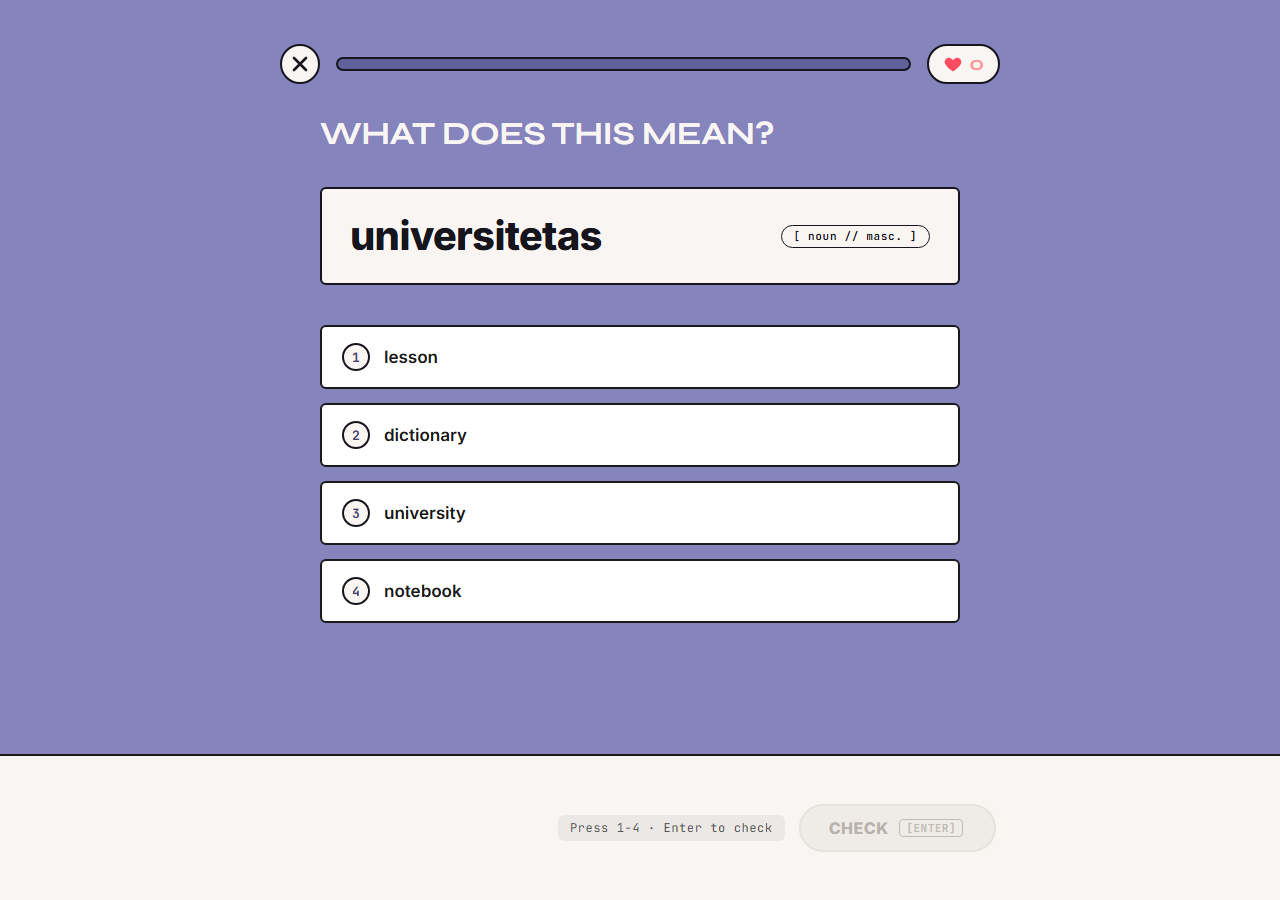 0
WHAT DOES THIS MEAN?
universitetas
[ noun // masc. ]
1 lesson
2 dictionary
3 university
4 notebook
Press 1-4 · Enter to check
CHECK [ENTER]